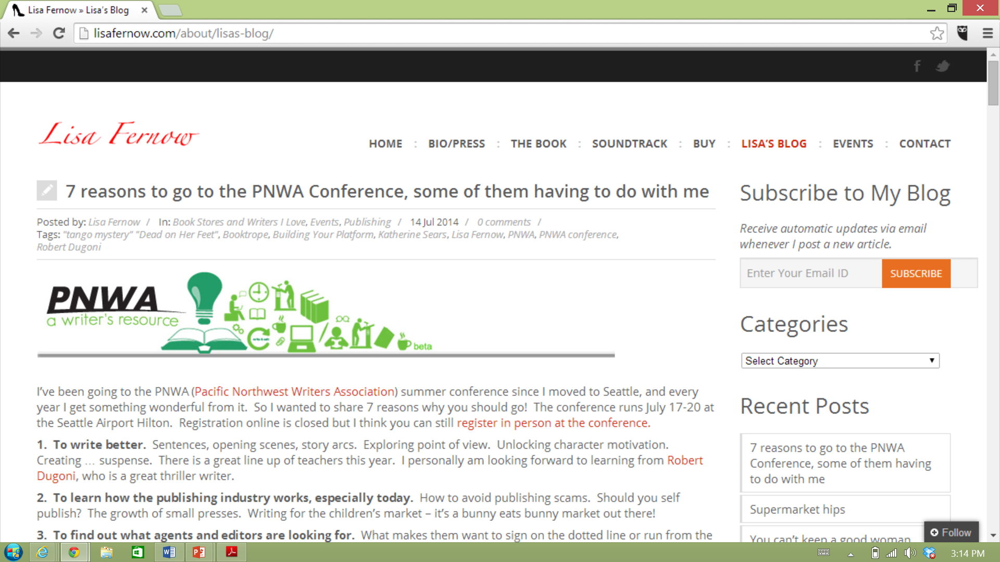 Lisa Fernow » Lisa's Blog
lisafernow.com/about/lisas-blog/
Lisa Fernow
HOME : BIO/PRESS : THE BOOK : SOUNDTRACK : BUY : LISA'S BLOG : EVENTS : CONTACT
7 reasons to go to the PNWA Conference, some of them having to do with me
Posted by: Lisa Fernow / In: Book Stores and Writers I Love, Events, Publishing / 14 Jul 2014 / 0 comments /
Tags: "tango mystery" "Dead on Her Feet", Booktrope, Building Your Platform, Katherine Sears, Lisa Fernow, PNWA, PNWA conference,
Robert Dugoni
PNWA
a writer's resource
beta
I've been going to the PNWA (Pacific Northwest Writers Association) summer conference since I moved to Seattle, and every
year I get something wonderful from it. So I wanted to share 7 reasons why you should go! The conference runs July 17-20 at
the Seattle Airport Hilton. Registration online is closed but I think you can still register in person at the conference.
1. To write better. Sentences, opening scenes, story arcs. Exploring point of view. Unlocking character motivation.
Creating … suspense. There is a great line up of teachers this year. I personally am looking forward to learning from Robert
Dugoni, who is a great thriller writer.
2. To learn how the publishing industry works, especially today. How to avoid publishing scams. Should you self
publish? The growth of small presses. Writing for the children's market – it's a bunny eats bunny market out there!
3. To find out what agents and editors are looking for. What makes them want to sign on the dotted line or run from the
Subscribe to My Blog
Receive automatic updates via email
whenever I post a new article.
Enter Your Email ID
SUBSCRIBE
Categories
Select Category
Recent Posts
7 reasons to go to the PNWA
Conference, some of them having
to do with me
Supermarket hips
You can't keep a good woman
Follow
3:14 PM